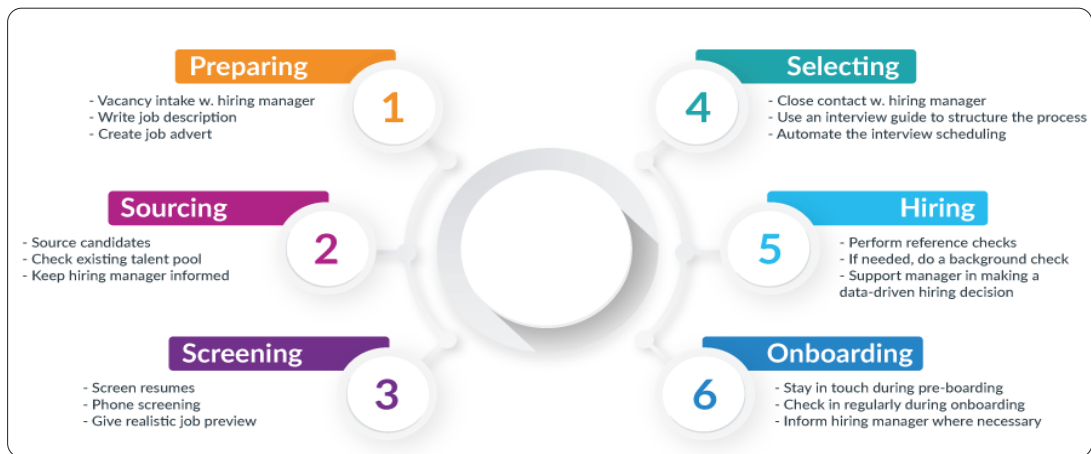 Preparing
1
- Vacancy intake w. hiring manager
- Write job description
- Create job advert
Sourcing
2
- Source candidates
- Check existing talent pool
- Keep hiring manager informed
Screening
3
- Screen resumes
- Phone screening
- Give realistic job preview
Selecting
4
- Close contact w. hiring manager
- Use an interview guide to structure the process
- Automate the interview scheduling
Hiring
5
- Perform reference checks
- If needed, do a background check
- Support manager in making a
data-driven hiring decision
Onboarding
6
- Stay in touch during pre-boarding
- Check in regularly during onboarding
- Inform hiring manager where necessary